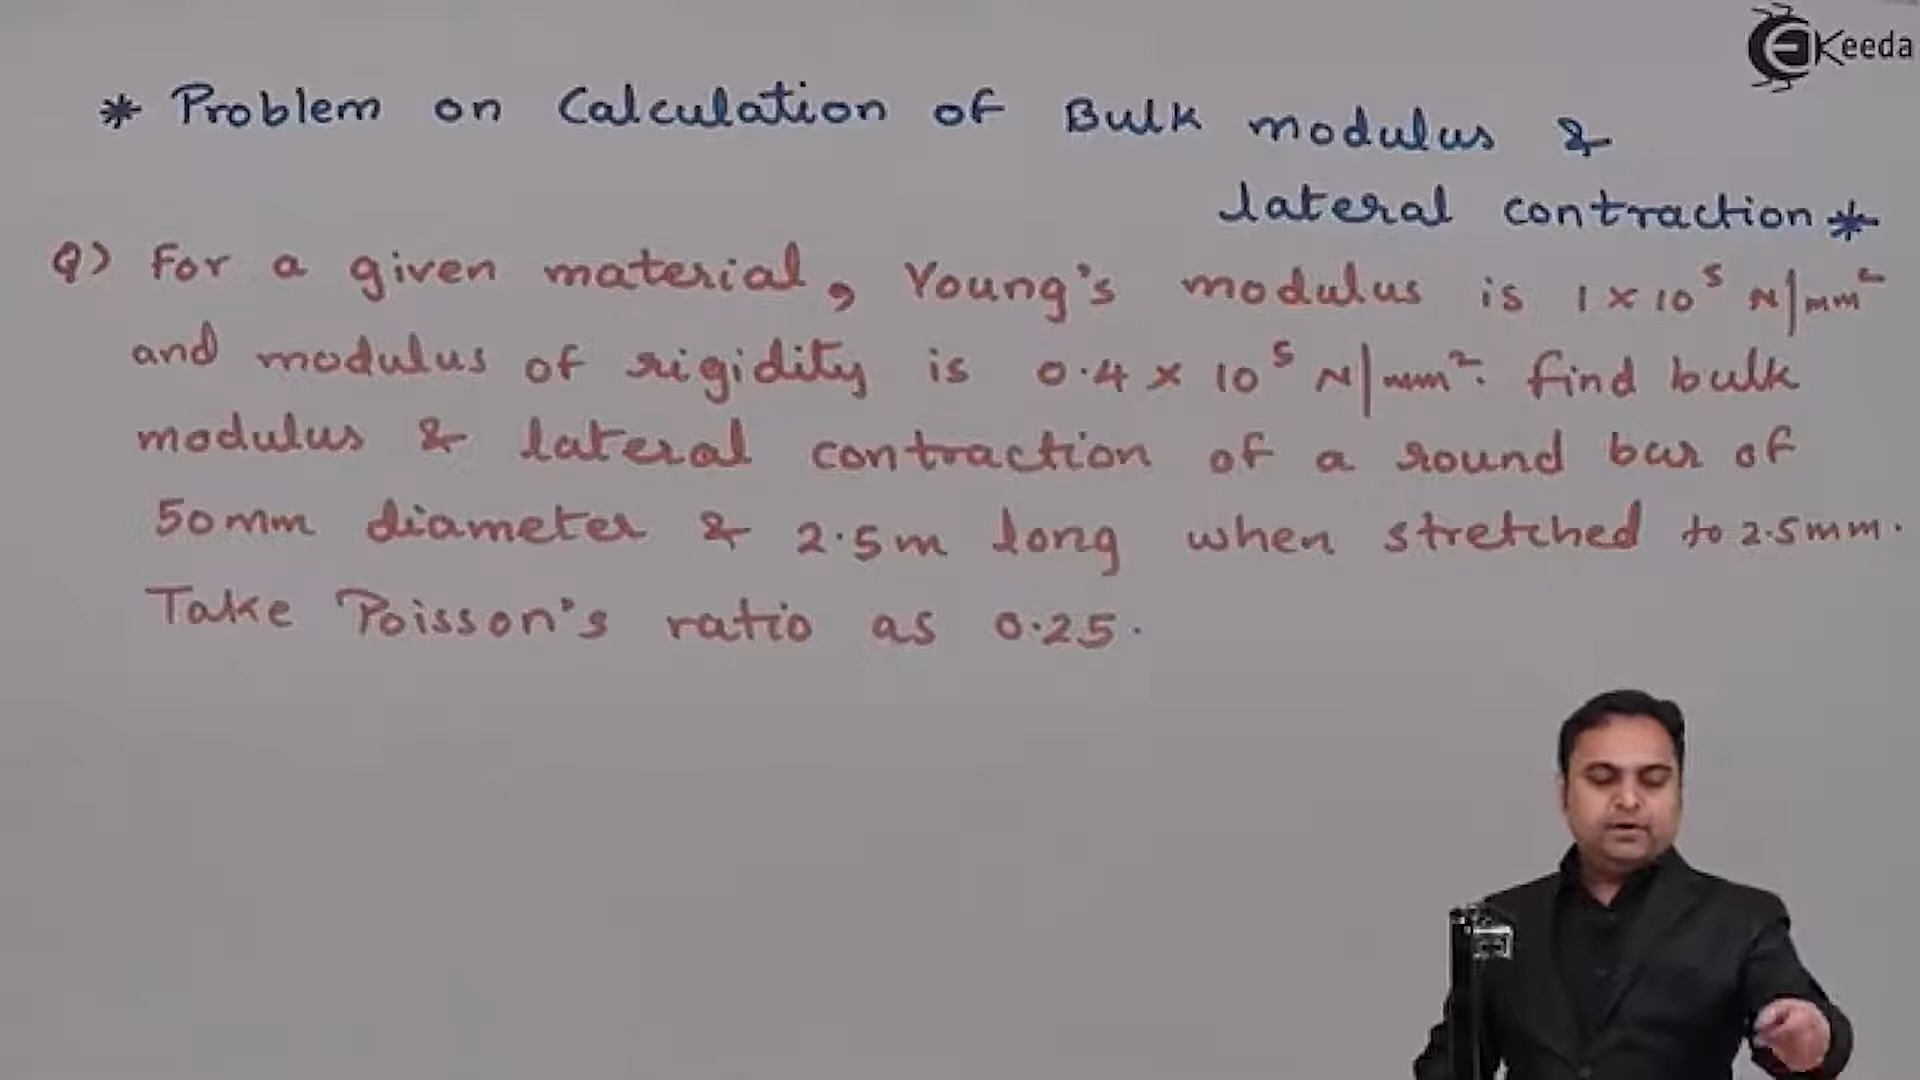 Keeda
* Problem on Calculation of Bulk modulus &
lateral contraction *
Q) For a given material, Young's modulus is 1 x 10⁵ N/mm²
and modulus of rigidity is 0.4 x 10⁵ N/mm². find bulk
modulus & lateral contraction of a round bar of
50mm diameter & 2.5m long when stretched to 2.5mm.
Take Poisson's ratio as 0.25.